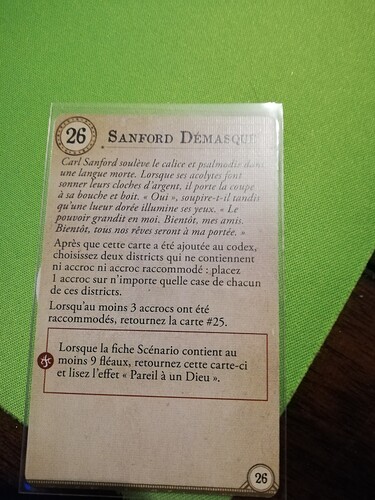 26
SANFORD DÉMASQUÉ
Carl Sanford soulève le calice et psalmodie dans
une langue morte. Lorsque ses acolytes font
sonner leurs cloches d'argent, il porte la coupe
à sa bouche et boit. « Oui », soupire-t-il tandis
qu'une lueur dorée illumine ses yeux. « Le
pouvoir grandit en moi. Bientôt, mes amis.
Bientôt, tous nos rêves seront à ma portée. »
Après que cette carte a été ajoutée au codex,
choisissez deux districts qui ne contiennent
ni accroc ni accroc raccommodé : placez
1 accroc sur n'importe quelle case de chacun
de ces districts.
Lorsqu'au moins 3 accrocs ont été
raccommodés, retournez la carte #25.
Lorsque la fiche Scénario contient au
moins 9 fléaux, retournez cette carte-ci
et lisez l'effet « Pareil à un Dieu ».
26